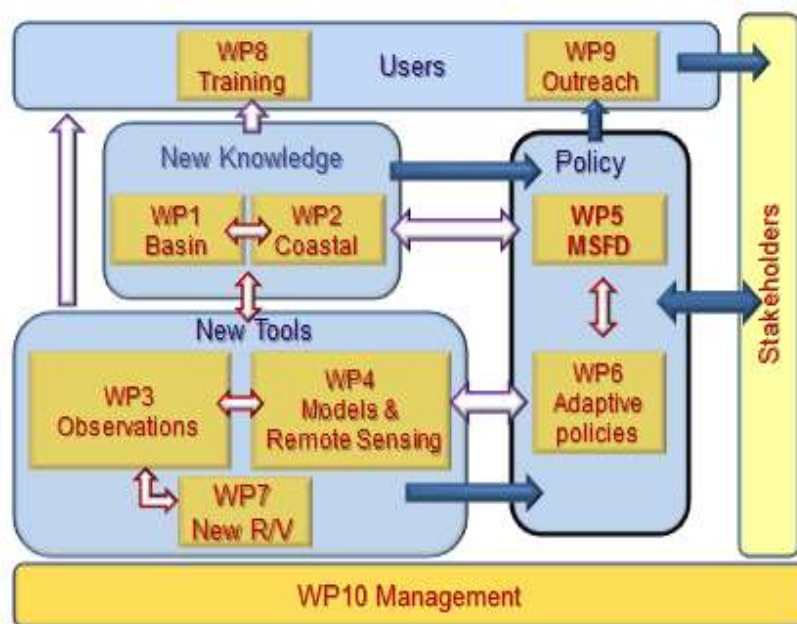 WP8
Training
Users
WP9
Outreach
New Knowledge
Policy
WP1
Basin
WP2
Coastal
WP5
MSFD
Stakeholders
New Tools
WP3
Observations
WP4
Models &
Remote Sensing
WP6
Adaptive
policies
WP7
New R/V
WP10 Management